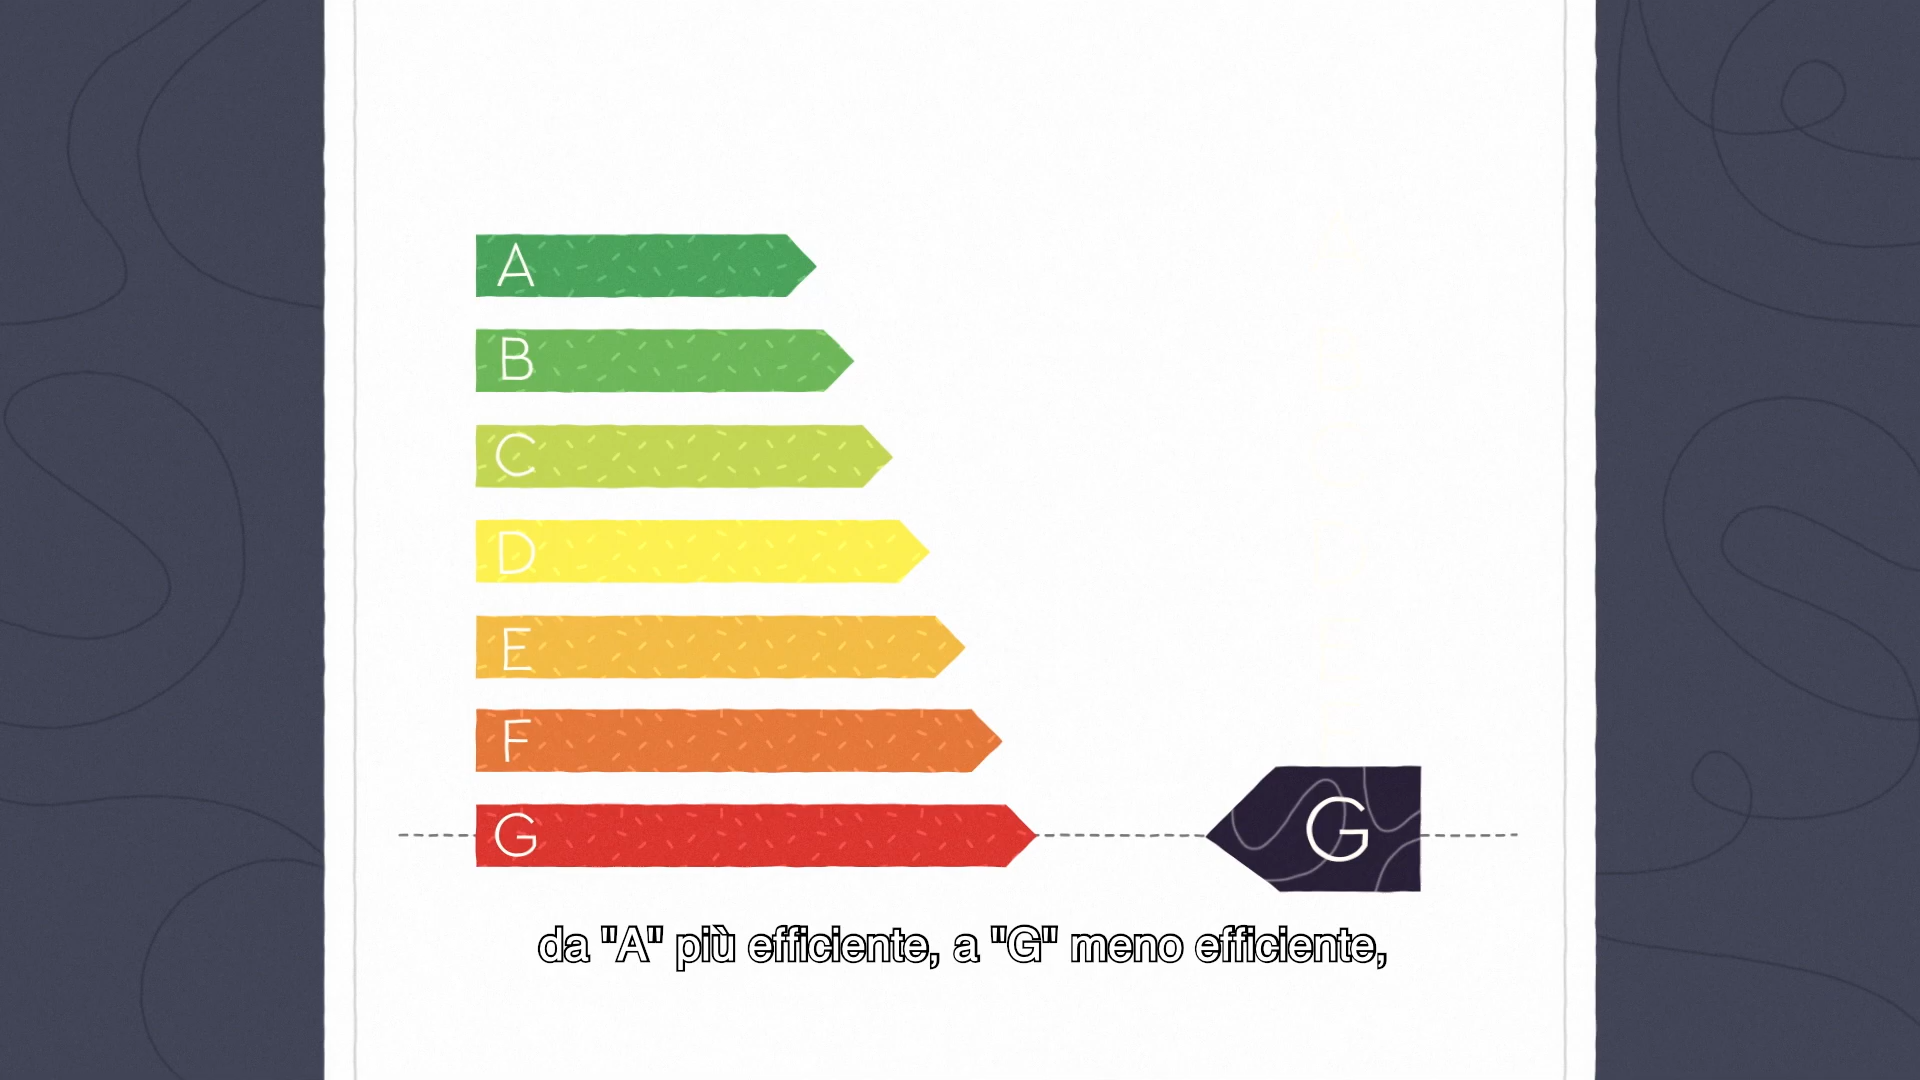 A
B
C
D
E
F
G
G
da "A" più efficiente, a "G" meno efficiente,